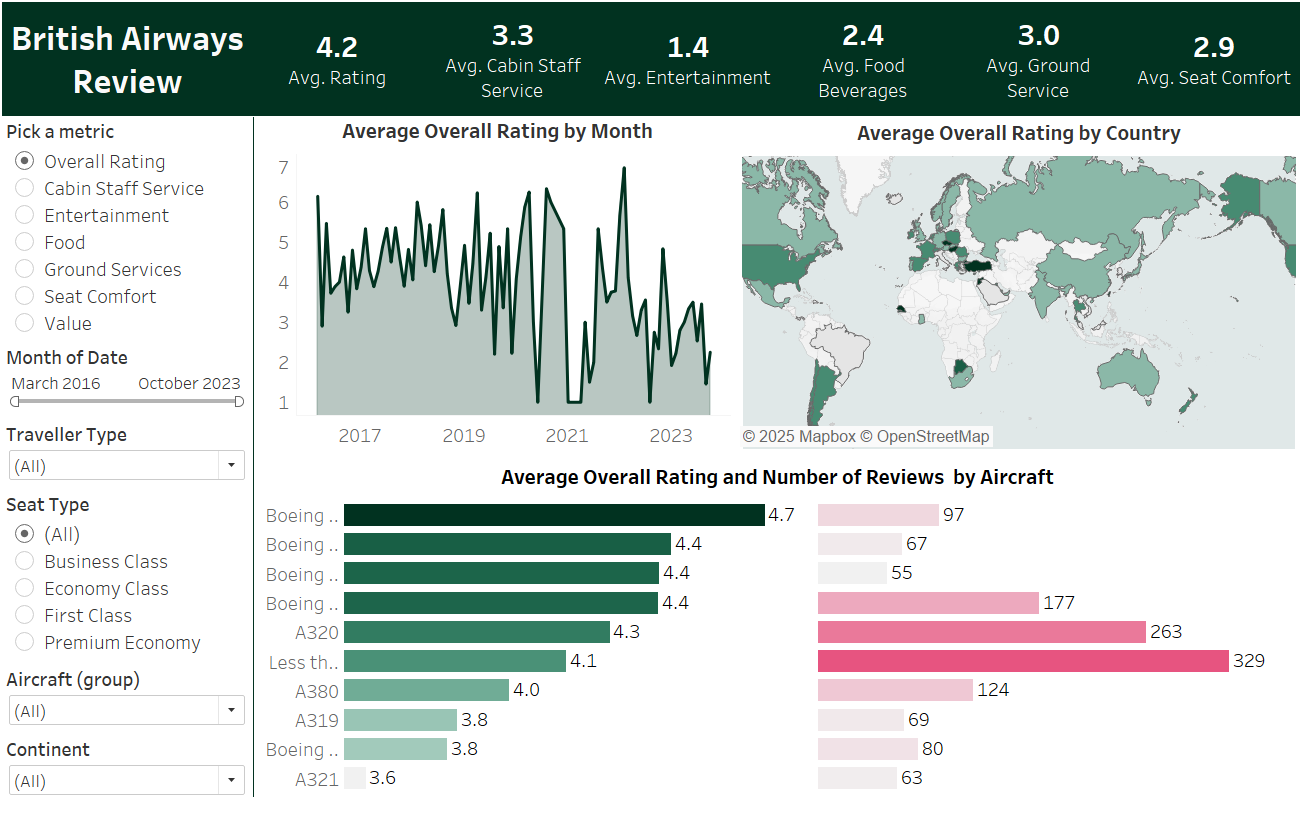 British Airways
Review
4.2
Avg. Rating
3.3
Avg. Cabin Staff
Service
1.4
Avg. Entertainment
2.4
Avg. Food
Beverages
3.0
Avg. Ground
Service
2.9
Avg. Seat Comfort
Pick a metric
Overall Rating
Cabin Staff Service
Entertainment
Food
Ground Services
Seat Comfort
Value
Month of Date
March 2016 October 2023
Traveller Type
(All)
Seat Type
(All)
Business Class
Economy Class
First Class
Premium Economy
Aircraft (group)
(All)
Continent
(All)
Average Overall Rating by Month
7
6
5
4
3
2
1
2017 2019 2021 2023
Average Overall Rating by Country
© 2025 Mapbox © OpenStreetMap
Average Overall Rating and Number of Reviews by Aircraft
Boeing .. 4.7 97
Boeing .. 4.4 67
Boeing .. 4.4 55
Boeing .. 4.4 177
A320 4.3 263
Less th.. 4.1 329
A380 4.0 124
A319 3.8 69
Boeing .. 3.8 80
A321 3.6 63